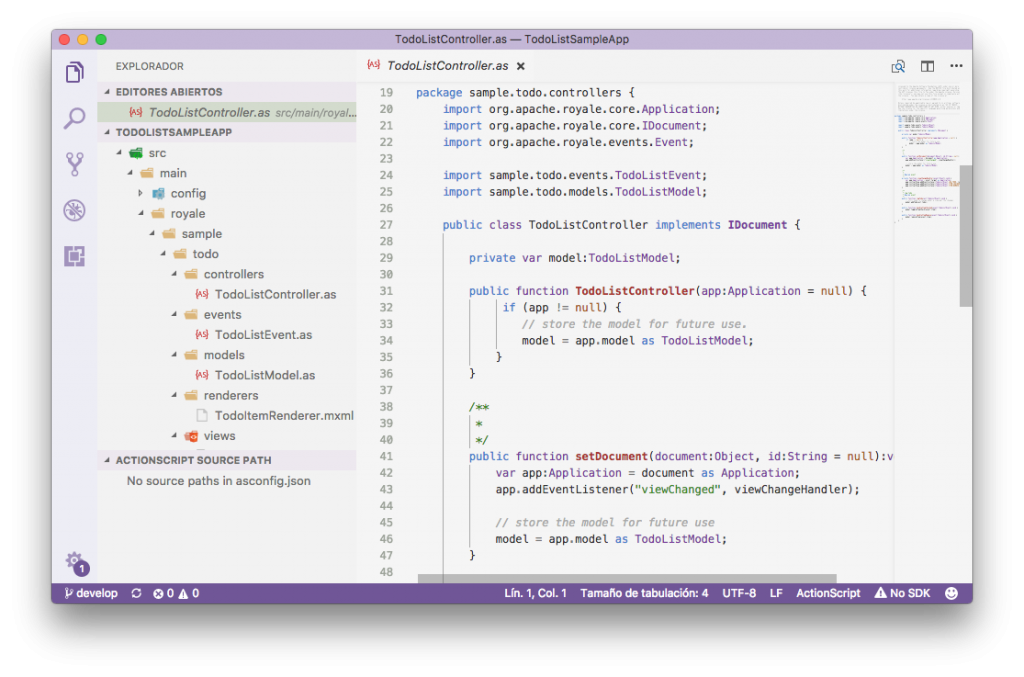 TodoListController.as — TodoListSampleApp
EXPLORADOR
EDITORES ABIERTOS
TodoListController.as src/main/royal...
TODOLISTSAMPLEAPP
src
main
config
royale
sample
todo
controllers
TodoListController.as
events
TodoListEvent.as
models
TodoListModel.as
renderers
TodoItemRenderer.mxml
views
ACTIONSCRIPT SOURCE PATH
No source paths in asconfig.json
1
TodoListController.as
19 package sample.todo.controllers {
20 import org.apache.royale.core.Application;
21 import org.apache.royale.core.IDocument;
22 import org.apache.royale.events.Event;
23
24 import sample.todo.events.TodoListEvent;
25 import sample.todo.models.TodoListModel;
26
27 public class TodoListController implements IDocument {
28
29 private var model:TodoListModel;
30
31 public function TodoListController(app:Application = null) {
32 if (app != null) {
33 // store the model for future use.
34 model = app.model as TodoListModel;
35 }
36 }
37
38 /**
39 *
40 */
41 public function setDocument(document:Object, id:String = null):v
42 var app:Application = document as Application;
43 app.addEventListener("viewChanged", viewChangeHandler);
44
45 // store the model for future use
46 model = app.model as TodoListModel;
47 }
48
develop 0 0 Lín. 1, Col. 1 Tamaño de tabulación: 4 UTF-8 LF ActionScript No SDK